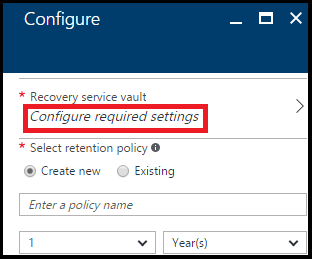 Configure
* Recovery service vault
Configure required settings
* Select retention policy
Create new Existing
Enter a policy name
1 Year(s)